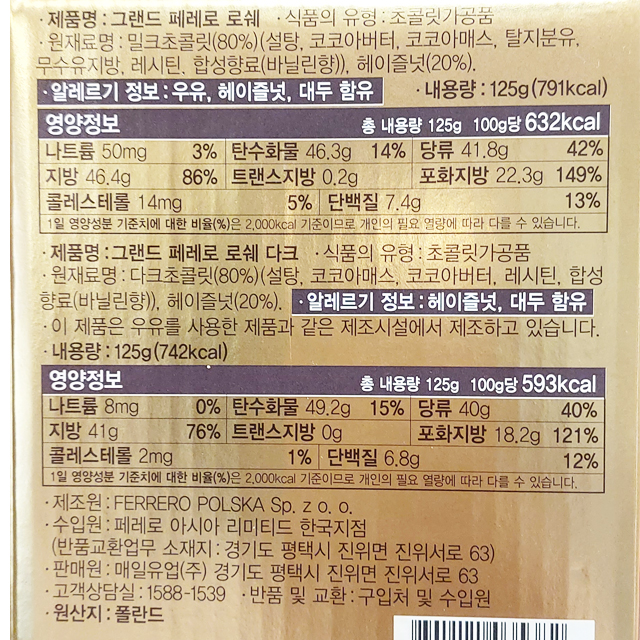 · 제품명 : 그랜드 페레로 로쉐 · 식품의 유형 : 초콜릿가공품
· 원재료명 : 밀크초콜릿(80%)(설탕, 코코아버터, 코코아매스, 탈지분유,
무수유지방, 레시틴, 합성향료(바닐린향)), 헤이즐넛(20%).
· 알레르기 정보 : 우유, 헤이즐넛, 대두 함유 · 내용량 : 125g(791kcal)
영양정보 총 내용량 125g 100g당 632kcal
나트륨 50mg 3% 탄수화물 46.3g 14% 당류 41.8g 42%
지방 46.4g 86% 트랜스지방 0.2g 포화지방 22.3g 149%
콜레스테롤 14mg 5% 단백질 7.4g 13%
1일 영양성분 기준치에 대한 비율(%)은 2,000kcal 기준이므로 개인의 필요 열량에 따라 다를 수 있습니다.
· 제품명 : 그랜드 페레로 로쉐 다크 · 식품의 유형 : 초콜릿가공품
· 원재료명 : 다크초콜릿(80%)(설탕, 코코아매스, 코코아버터, 레시틴, 합성
향료(바닐린향)), 헤이즐넛(20%). · 알레르기 정보 : 헤이즐넛, 대두 함유
· 이 제품은 우유를 사용한 제품과 같은 제조시설에서 제조하고 있습니다.
· 내용량 : 125g(742kcal)
영양정보 총 내용량 125g 100g당 593kcal
나트륨 8mg 0% 탄수화물 49.2g 15% 당류 40g 40%
지방 41g 76% 트랜스지방 0g 포화지방 18.2g 121%
콜레스테롤 2mg 1% 단백질 6.8g 12%
1일 영양성분 기준치에 대한 비율(%)은 2,000kcal 기준이므로 개인의 필요 열량에 따라 다를 수 있습니다.
· 제조원 : FERRERO POLSKA Sp. z o. o.
· 수입원 : 페레로 아시아 리미티드 한국지점
(반품교환업무 소재지 : 경기도 평택시 진위면 진위서로 63)
· 판매원 : 매일유업(주) 경기도 평택시 진위면 진위서로 63
· 고객상담실 : 1588-1539 · 반품 및 교환 : 구입처 및 수입원
· 원산지 : 폴란드